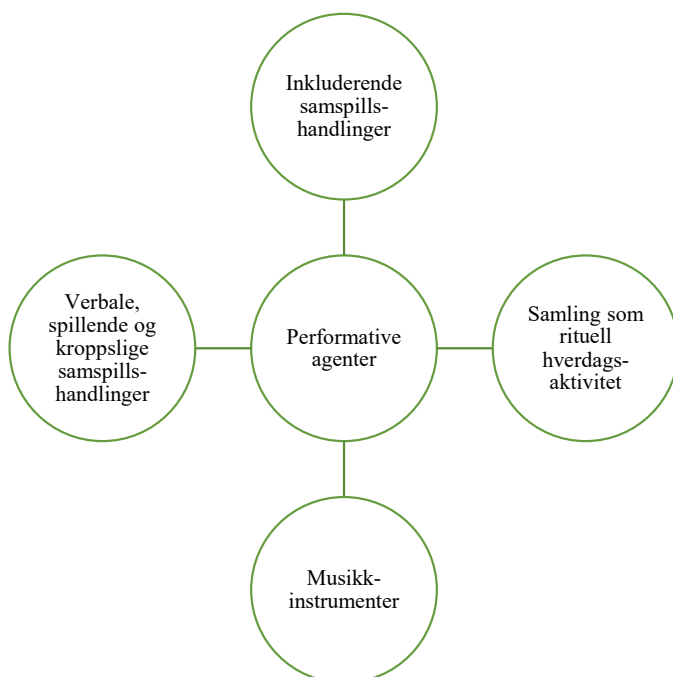 Inkluderende
samspills-
handlinger
Verbale,
spillende og
kroppslige
samspills-
handlinger
Performative
agenter
Samling som
rituell
hverdags-
aktivitet
Musikk-
instrumenter